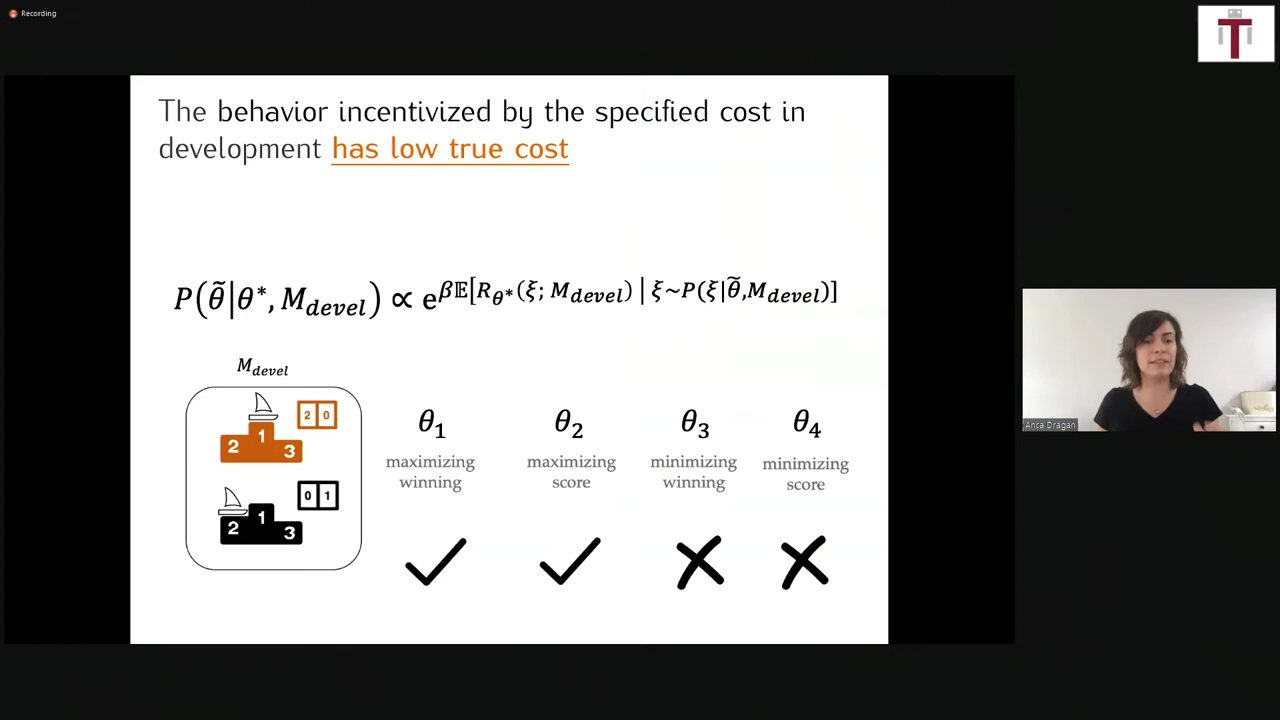 Recording
T
The behavior incentivized by the specified cost in
development has low true cost
P(θ̃|θ*, M_devel) ∝ e^{β𝔼[R_{θ*}(ξ; M_devel) | ξ~P(ξ|θ̃,M_devel)]}
M_devel
2 0
2 1 3
0 1
2 1 3
θ₁ θ₂ θ₃ θ₄
maximizing maximizing minimizing minimizing
winning score winning score
Anca Dragan